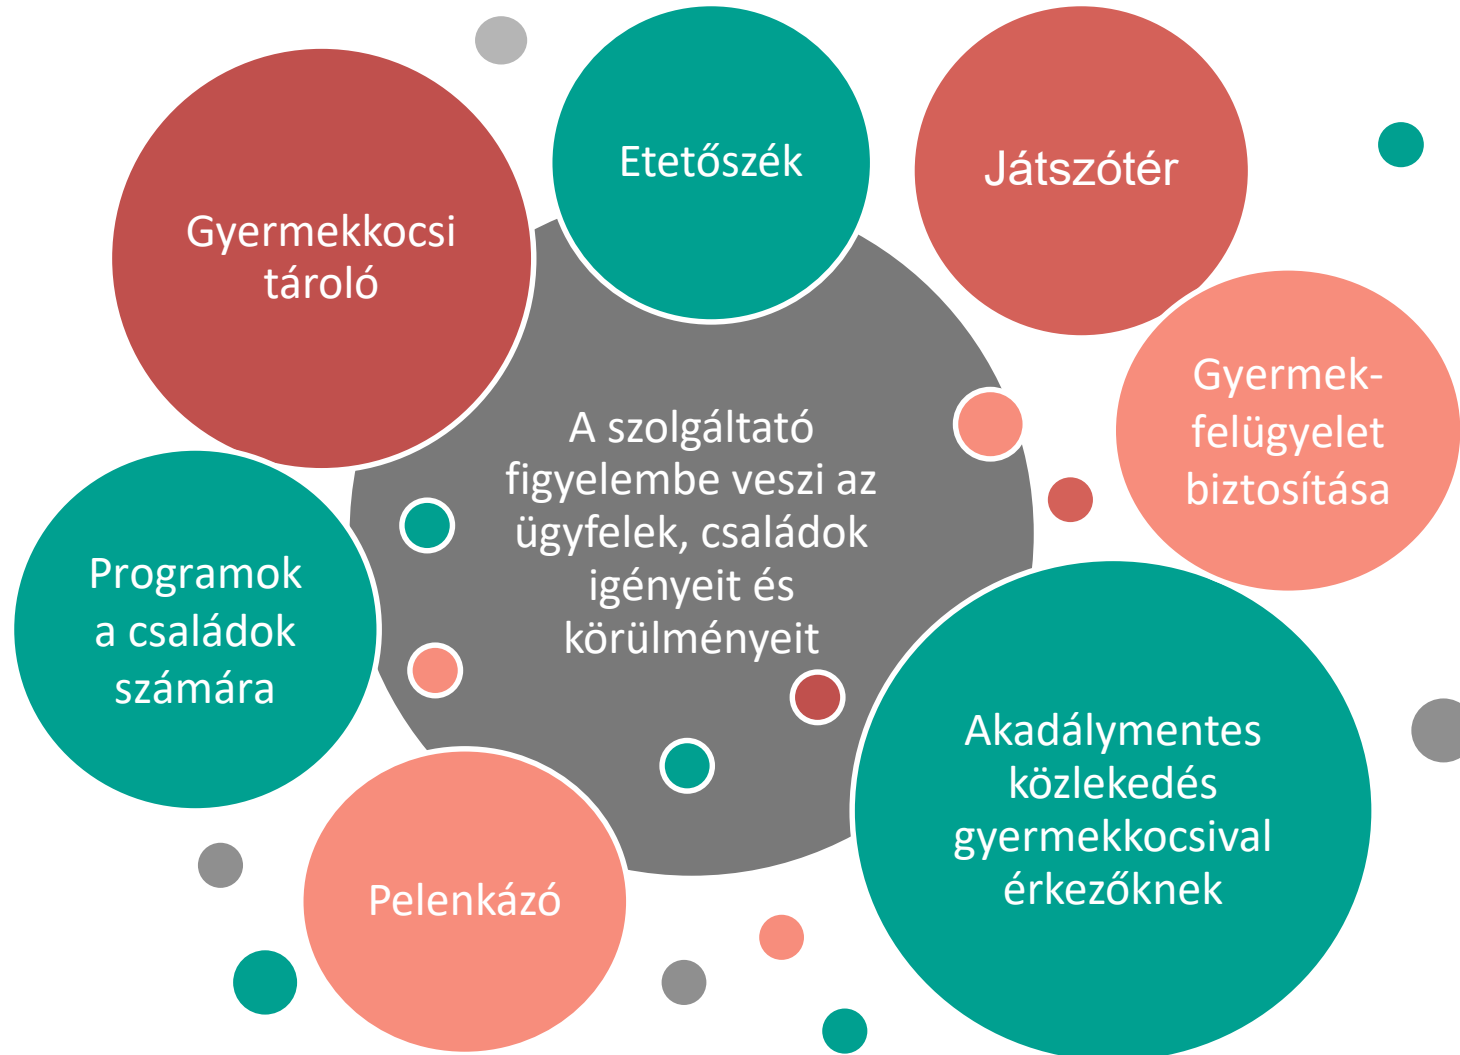 Etetőszék
Játszótér
Gyermekkocsi
tároló
Gyermek-
felügyelet
biztosítása
A szolgáltató
figyelembe veszi az
ügyfelek, családok
igényeit és
körülményeit
Programok
a családok
számára
Akadálymentes
közlekedés
gyermekkocsival
érkezőknek
Pelenkázó